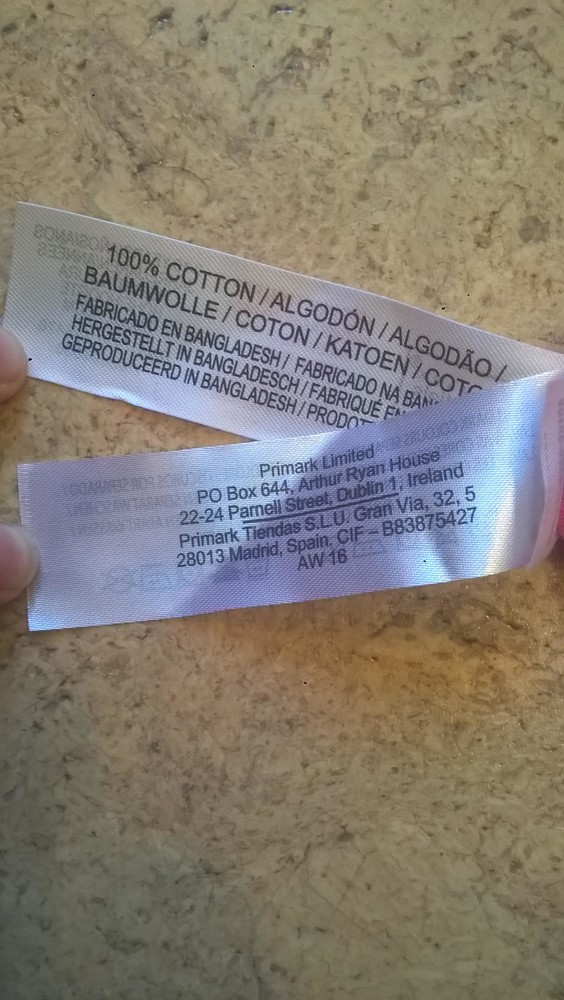 100% COTTON / ALGODÓN / ALGODÃO /
BAUMWOLLE / COTON / KATOEN / COTO
FABRICADO EN BANGLADESH / FABRICADO NA BAN
HERGESTELLT IN BANGLADESCH / FABRIQUÉ EN
GEPRODUCEERD IN BANGLADESH / PRODOT
Primark Limited
PO Box 644, Arthur Ryan House
22-24 Parnell Street, Dublin 1, Ireland
Primark Tiendas S.L.U. Gran Via, 32, 5
28013 Madrid, Spain, CIF – B83875427
AW 16